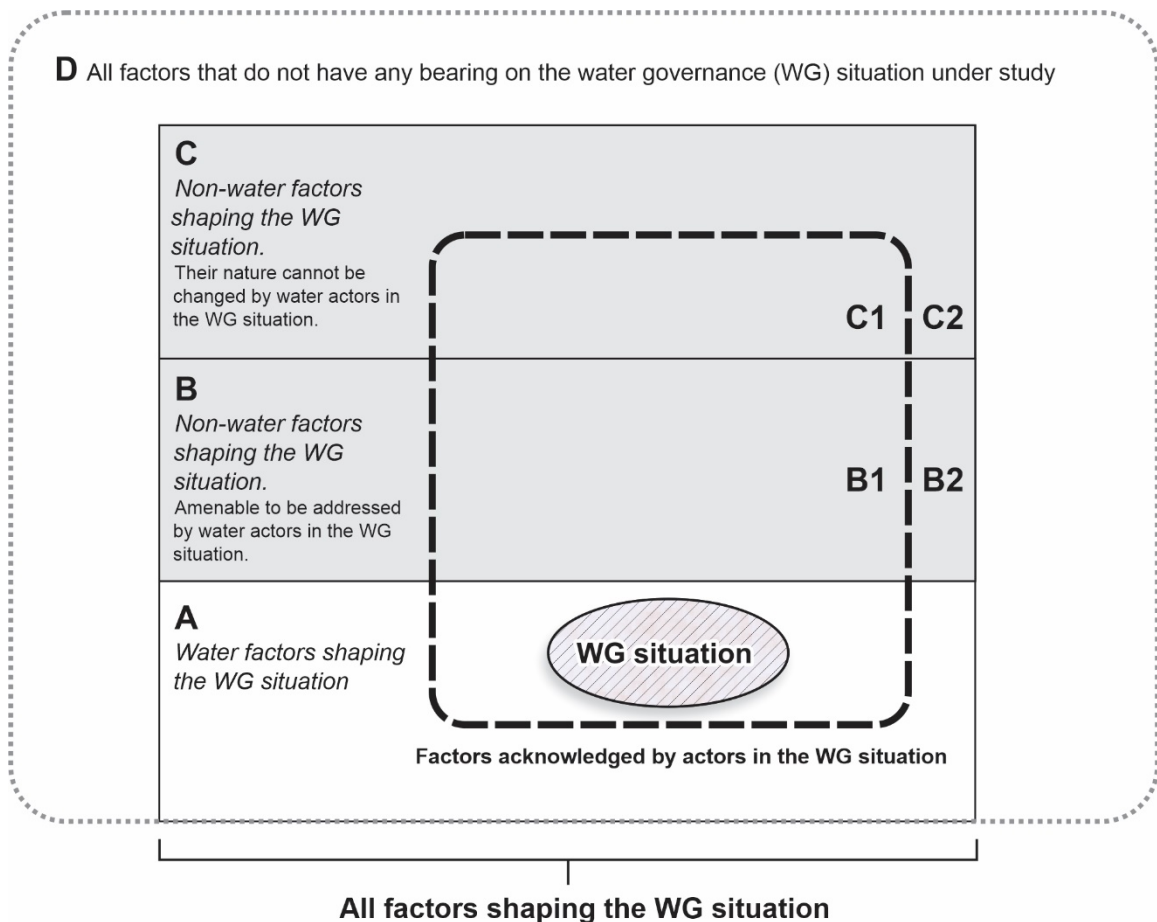 D All factors that do not have any bearing on the water governance (WG) situation under study
C
Non-water factors
shaping the WG
situation.
Their nature cannot be
changed by water actors in
the WG situation.
C1 C2
B
Non-water factors
shaping the WG
situation.
Amenable to be addressed
by water actors in the WG
situation.
B1 B2
A
Water factors shaping
the WG situation
WG situation
Factors acknowledged by actors in the WG situation
All factors shaping the WG situation